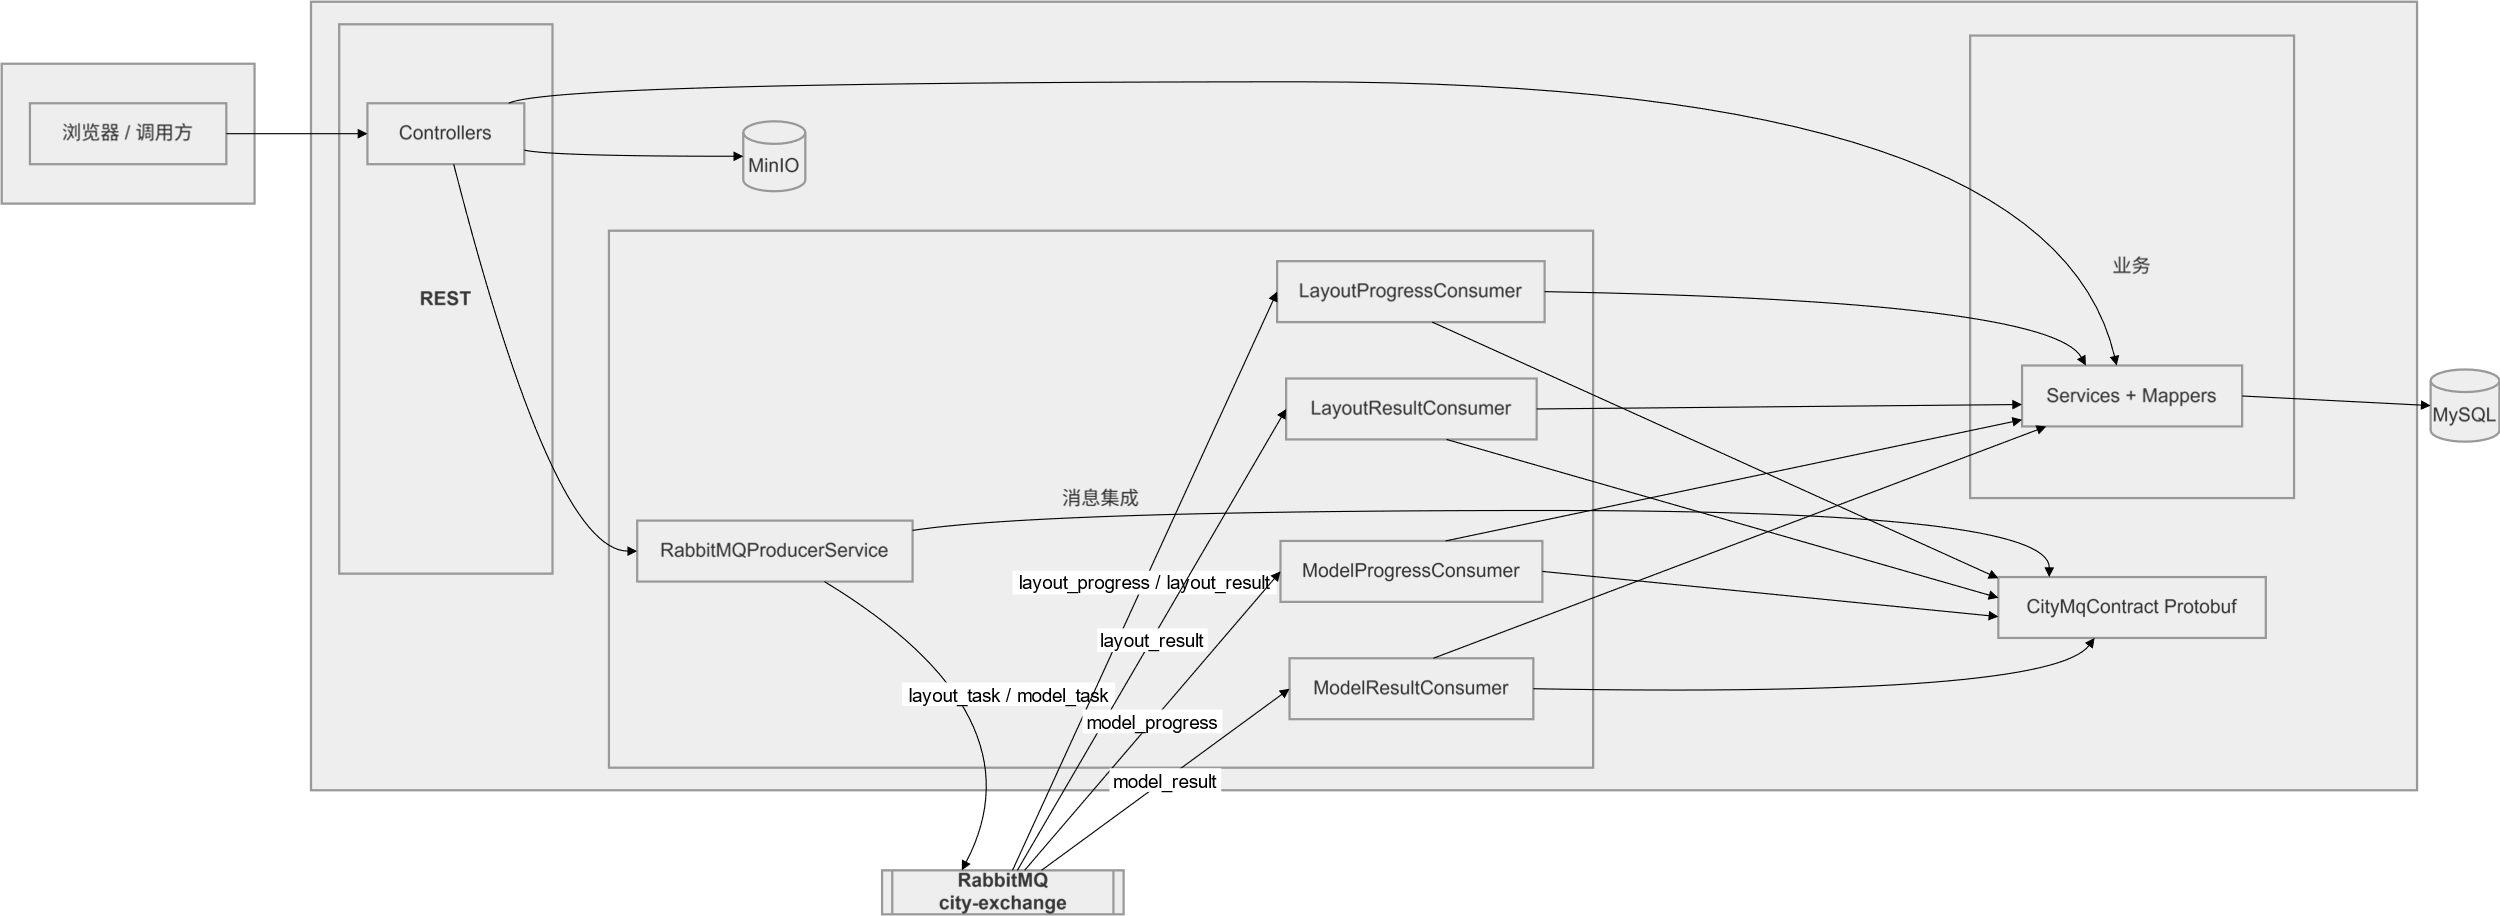 浏览器 / 调用方
Controllers
REST
MinIO
LayoutProgressConsumer
LayoutResultConsumer
消息集成
RabbitMQProducerService
ModelProgressConsumer
ModelResultConsumer
业务
Services + Mappers
MySQL
CityMqContract Protobuf
layout_progress / layout_result
layout_result
layout_task / model_task
model_progress
model_result
RabbitMQ
city-exchange